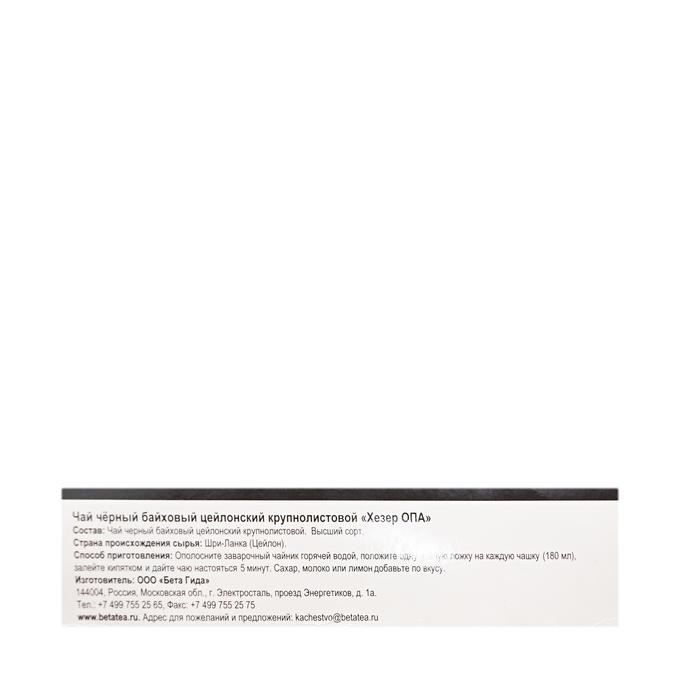 Чай чёрный байховый цейлонский крупнолистовой «Хезер ОПА»
Состав: Чай черный байховый цейлонский крупнолистовой. Высший сорт.
Страна происхождения сырья: Шри-Ланка (Цейлон).
Способ приготовления: Ополосните заварочный чайник горячей водой, положите ложку на каждую чашку (180 мл),
залейте кипятком и дайте чаю настояться 5 минут. Сахар, молоко или лимон добавьте по вкусу.
Изготовитель: ООО «Бета Гида»
144004, Россия, Московская обл., г. Электросталь, проезд Энергетиков, д. 1а.
Тел.: +7 499 755 25 65, Факс: +7 499 755 25 75
www.betatea.ru. Адрес для пожеланий и предложений: kachestvo@betatea.ru